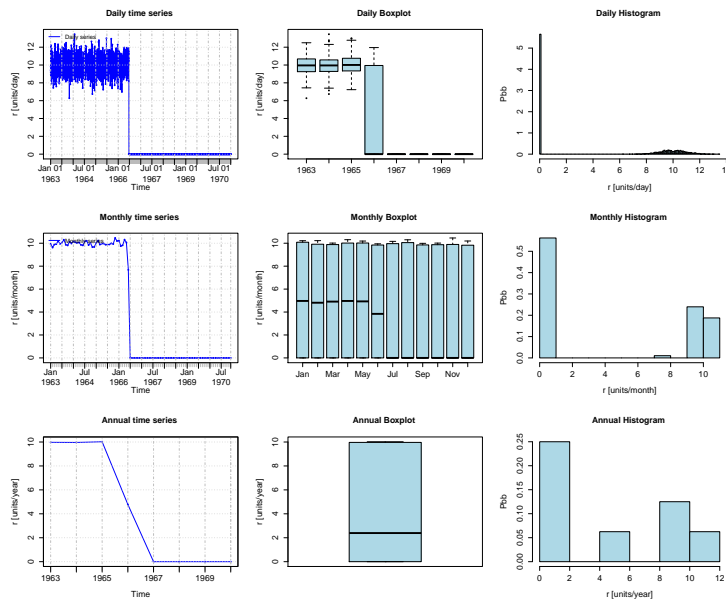 Daily time series
r [units/day]
0 2 4 6 8 10 12
Daily series
Jan 01 Jul 01 Jan 01 Jul 01 Jul 01
1963 1964 1966 1968 1970
Time
Daily Boxplot
r [units/day]
0 2 4 6 8 10 12
1963 1965 1967 1969
Daily Histogram
Pbb
0 1 2 3 4 5
0 2 4 6 8 10 12
r [units/day]
Monthly time series
r [units/month]
0 2 4 6 8 10
Jan Jul Jan Jul Jul
1963 1964 1966 1968 1970
Time
Monthly Boxplot
r [units/month]
0 2 4 6 8 10
Jan Mar May Jul Sep Nov
Monthly Histogram
Pbb
0.0 0.1 0.2 0.3 0.4 0.5
0 2 4 6 8 10
r [units/month]
Annual time series
r [units/year]
0 2 4 6 8 10
1963 1965 1967 1969
Time
Annual Boxplot
r [units/year]
0 2 4 6 8 10
Annual Histogram
Pbb
0.00 0.05 0.10 0.15 0.20 0.25
0 2 4 6 8 10 12
r [units/year]